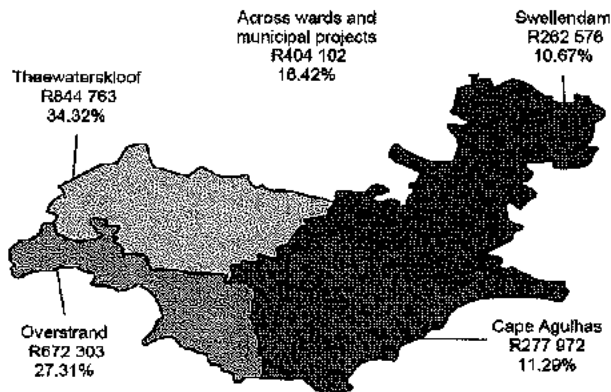 Across wards and
municipal projects
R404 102
16.42%
Swellendam
R262 576
10.67%
Theewaterskloof
R844 763
34.32%
Overstrand
R672 303
27.31%
Cape Agulhas
R277 972
11.29%